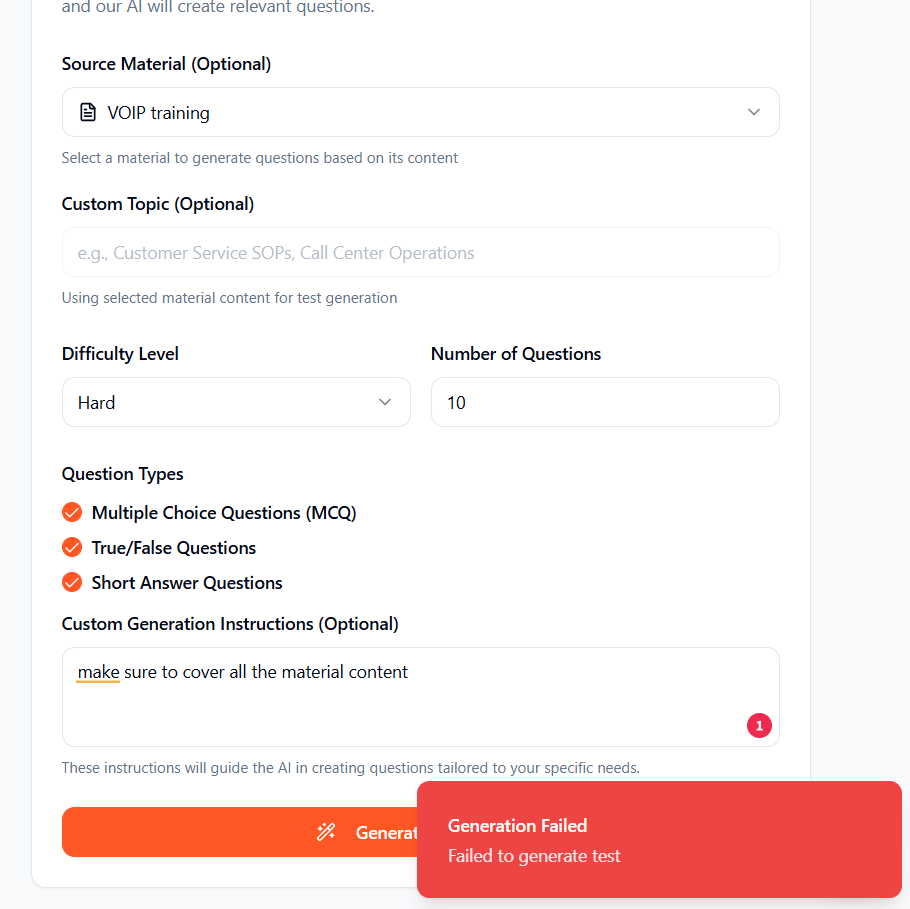 and our AI will create relevant questions.
Source Material (Optional)
VOIP training
Select a material to generate questions based on its content
Custom Topic (Optional)
e.g., Customer Service SOPs, Call Center Operations
Using selected material content for test generation
Difficulty Level
Number of Questions
Hard
10
Question Types
Multiple Choice Questions (MCQ)
True/False Questions
Short Answer Questions
Custom Generation Instructions (Optional)
make sure to cover all the material content
1
These instructions will guide the AI in creating questions tailored to your specific needs.
Generat
Generation Failed
Failed to generate test